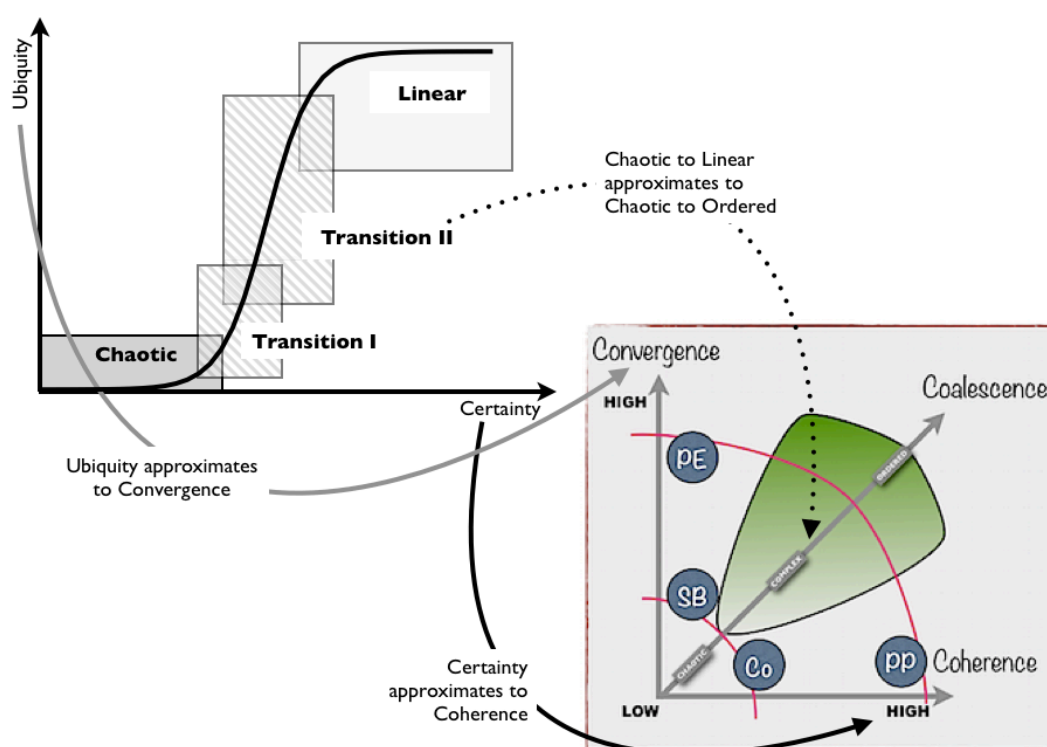 Ubiquity
Linear
Transition II
Transition I
Chaotic
Certainty
Chaotic to Linear
approximates to
Chaotic to Ordered
Ubiquity approximates
to Convergence
Certainty
approximates to
Coherence
Convergence
Coalescence
HIGH
PE
ORDERED
COMPLEX
SB
CHAOTIC
Co
PP
Coherence
LOW
HIGH